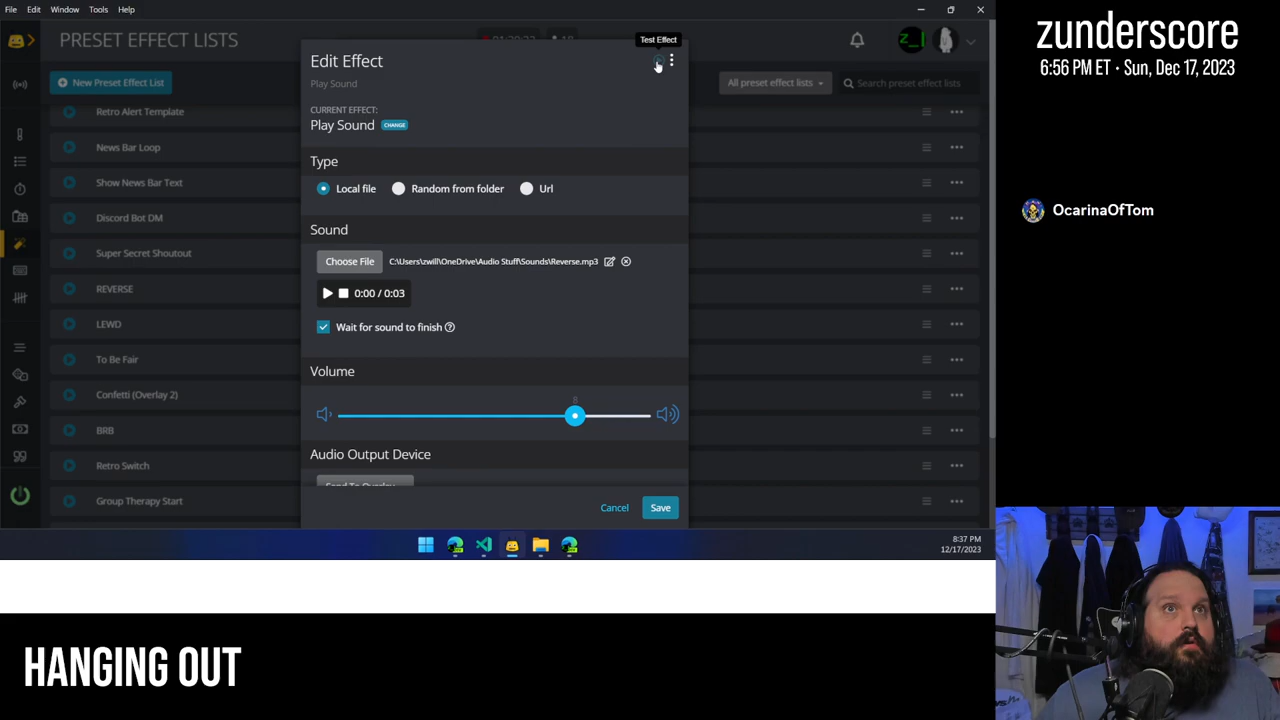 File Edit Window Tools Help
PRESET EFFECT LISTS
New Preset Effect List
All preset effect lists
Search preset effect lists
Retro Alert Template
News Bar Loop
Show News Bar Text
Discord Bot DM
Super Secret Shoutout
REVERSE
LEWD
To Be Fair
Confetti (Overlay 2)
BRB
Retro Switch
Group Therapy Start
Test Effect
Edit Effect
Play Sound
CURRENT EFFECT:
Play Sound CHANGE
Type
Local file Random from folder Url
Sound
Choose File C:\Users\zwill\OneDrive\Audio Stuff\Sounds\Reverse.mp3
0:00 / 0:03
Wait for sound to finish
Volume
8
Audio Output Device
Send To Overlay
Cancel Save
8:37 PM
12/17/2023
zunderscore
6:56 PM ET · Sun, Dec 17, 2023
z_|
OcarinaOfTom
HANGING OUT